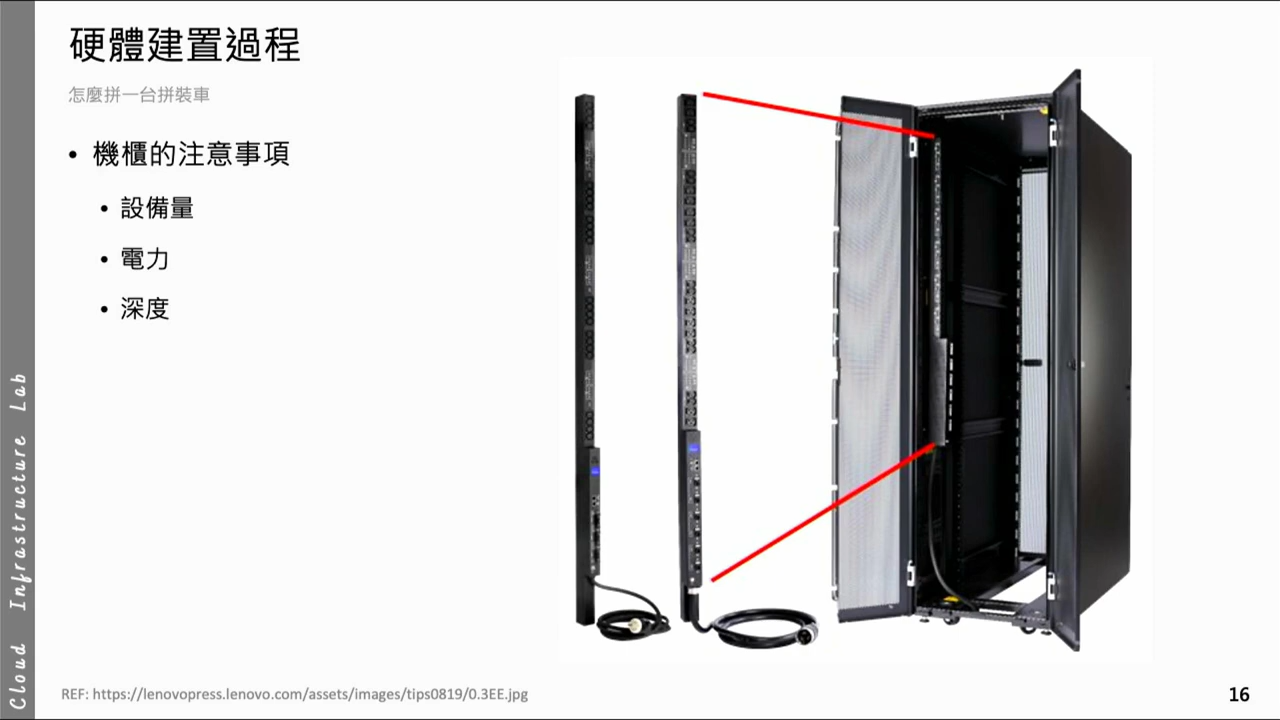 硬體建置過程
怎麼拼一台拼裝車
• 機櫃的注意事項
• 設備量
• 電力
• 深度
Cloud Infrastructure Lab
REF: https://lenovopress.lenovo.com/assets/images/tips0819/0.3EE.jpg
16